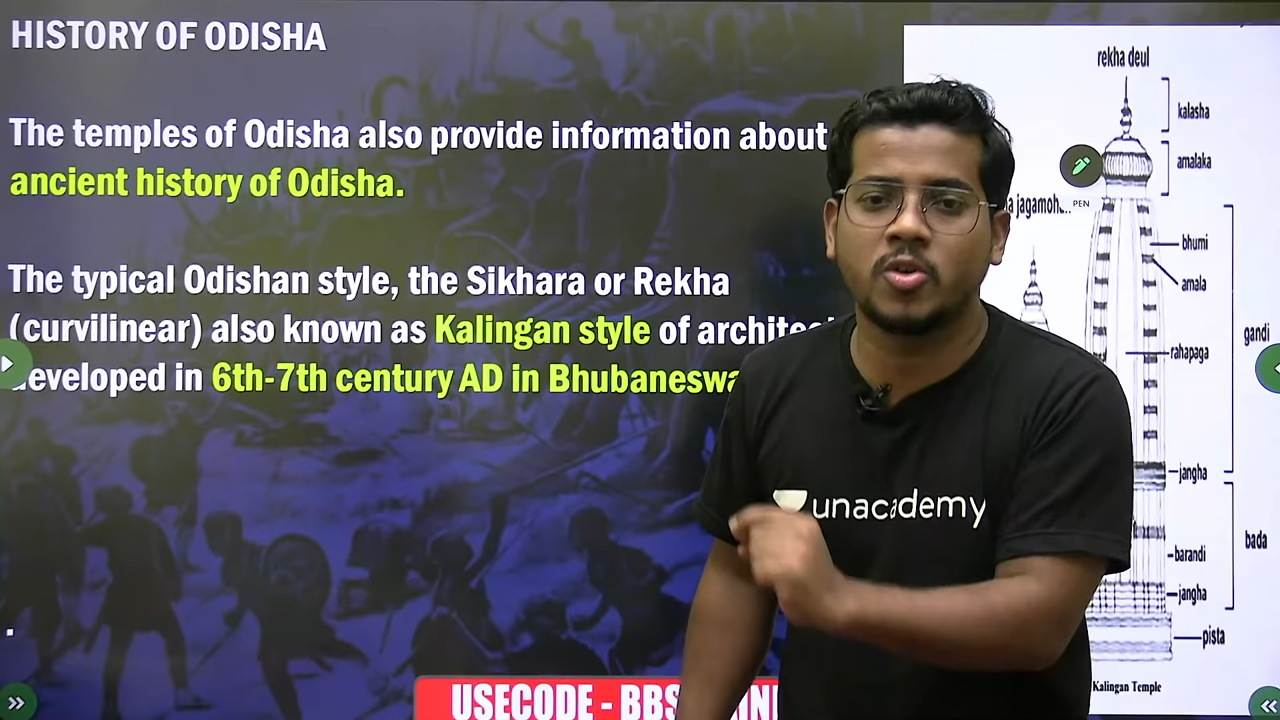 HISTORY OF ODISHA
The temples of Odisha also provide information about
ancient history of Odisha.
The typical Odishan style, the Sikhara or Rekha
(curvilinear) also known as Kalingan style of
developed in 6th-7th century AD in
.
rekha deul
kalasha
amalaka
PEN
bhumi
amala
gandi
rahapaga
jangha
bada
barandi
jangha
pista
Kalingan Temple
unacademy
USECODE -